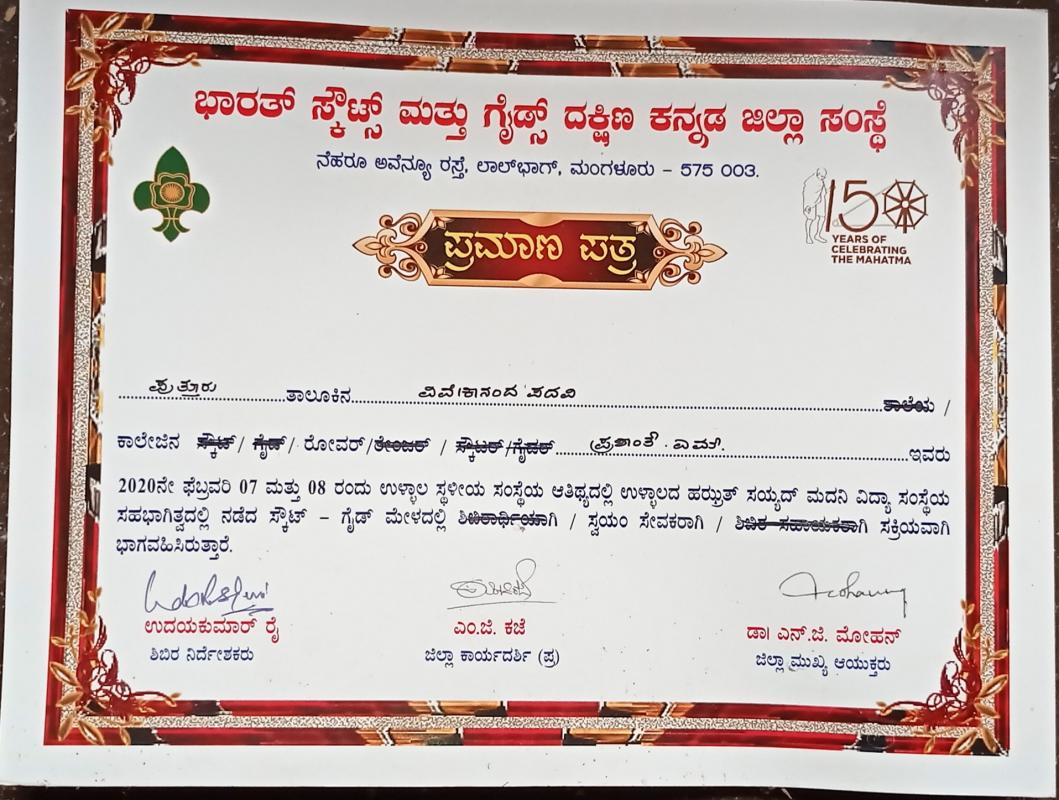 ಭಾರತ್ ಸ್ಕೌಟ್ಸ್ ಮತ್ತು ಗೈಡ್ಸ್ ದಕ್ಷಿಣ ಕನ್ನಡ ಜಿಲ್ಲಾ ಸಂಸ್ಥೆ
ನೆಹರೂ ಅವೆನ್ಯೂ ರಸ್ತೆ, ಲಾಲ್‌ಭಾಗ್, ಮಂಗಳೂರು – 575 003.
150
YEARS OF
CELEBRATING
THE MAHATMA
ಪ್ರಮಾಣ ಪತ್ರ
ಪುತ್ತೂರು ತಾಲೂಕಿನ ವಿವೇಕಾನಂದ ಪದವಿ ಶಾಲೆಯ /
ಕಾಲೇಜಿನ ಸ್ಕೌಟ್/ ಗೈಡ್/ ರೋವರ್/ರೇಂಜರ್ / ಸ್ಕೌಟರ್/ಗೈಡರ್ ಪ್ರಶಾಂತ್. ಎಮ್. ಇವರು
2020ನೇ ಫೆಬ್ರವರಿ 07 ಮತ್ತು 08 ರಂದು ಉಳ್ಳಾಲ ಸ್ಥಳೀಯ ಸಂಸ್ಥೆಯ ಆತಿಥ್ಯದಲ್ಲಿ ಉಳ್ಳಾಲದ ಹಝ್ರತ್ ಸಯ್ಯದ್ ಮದನಿ ವಿದ್ಯಾ ಸಂಸ್ಥೆಯ
ಸಹಭಾಗಿತ್ವದಲ್ಲಿ ನಡೆದ ಸ್ಕೌಟ್ – ಗೈಡ್ ಮೇಳದಲ್ಲಿ ಶಿಬಿರಾರ್ಥಿಯಾಗಿ / ಸ್ವಯಂ ಸೇವಕರಾಗಿ / ಶಿಬಿರ ಸಹಾಯಕರಾಗಿ ಸಕ್ರಿಯವಾಗಿ
ಭಾಗವಹಿಸಿರುತ್ತಾರೆ.
ಉದಯಕುಮಾರ್ ರೈ
ಶಿಬಿರ ನಿರ್ದೇಶಕರು
ಎಂ.ಜಿ. ಕಜೆ
ಜಿಲ್ಲಾ ಕಾರ್ಯದರ್ಶಿ (ಪ್ರ)
ಡಾ| ಎನ್.ಜಿ. ಮೋಹನ್
ಜಿಲ್ಲಾ ಮುಖ್ಯ ಆಯುಕ್ತರು